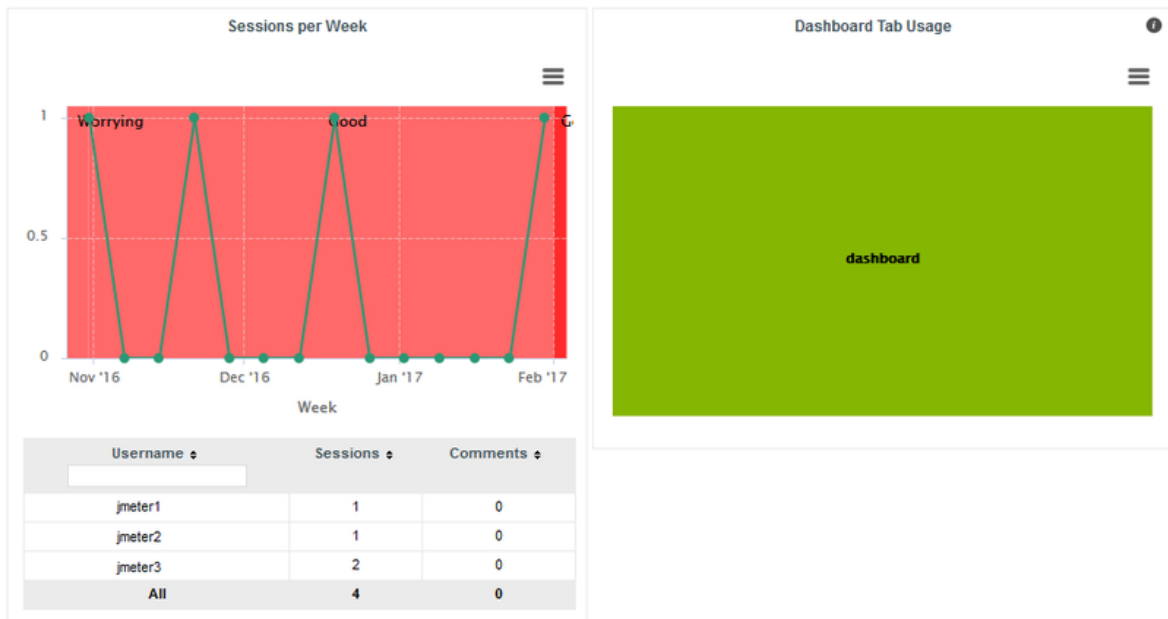 Sessions per Week
Worrying Good G
1
0.5
0
Nov '16 Dec '16 Jan '17 Feb '17
Week
Username Sessions Comments
jmeter1 1 0
jmeter2 1 0
jmeter3 2 0
All 4 0
Dashboard Tab Usage
dashboard